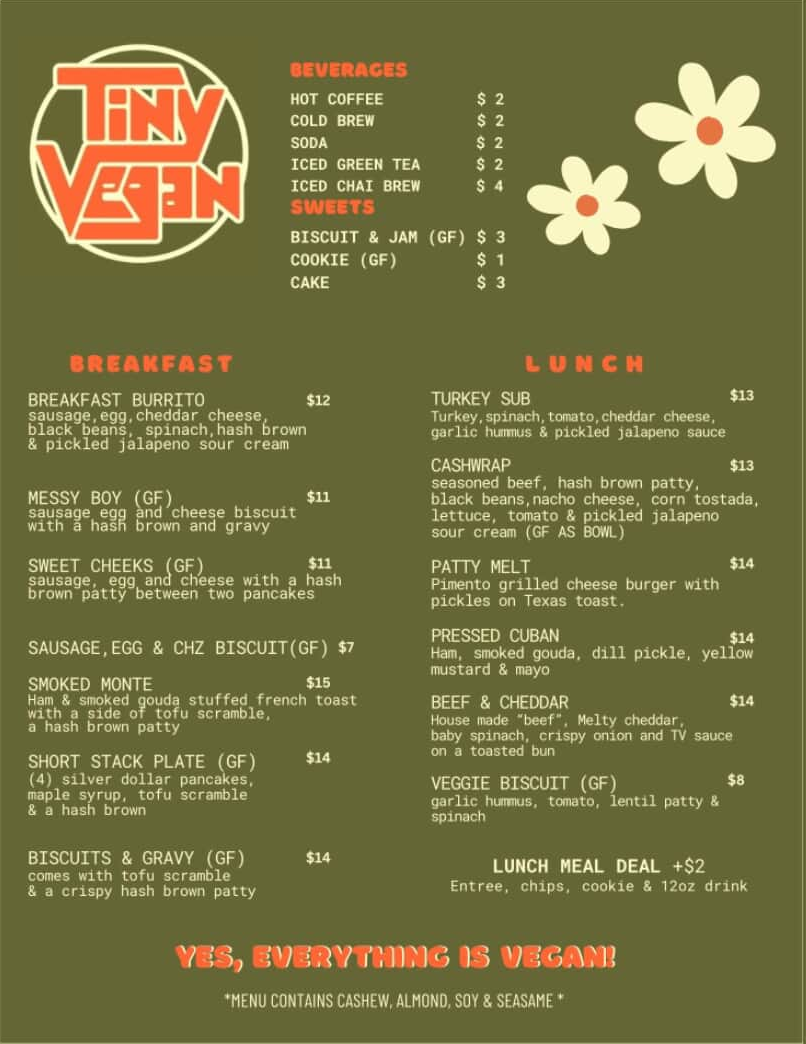 TINY
VEGAN
BEVERAGES
HOT COFFEE $ 2
COLD BREW $ 2
SODA $ 2
ICED GREEN TEA $ 2
ICED CHAI BREW $ 4
SWEETS
BISCUIT & JAM (GF) $ 3
COOKIE (GF) $ 1
CAKE $ 3
BREAKFAST
BREAKFAST BURRITO $12
sausage,egg,cheddar cheese,
black beans, spinach,hash brown
& pickled jalapeno sour cream
MESSY BOY (GF) $11
sausage egg and cheese biscuit
with a hash brown and gravy
SWEET CHEEKS (GF) $11
sausage, egg and cheese with a hash
brown patty between two pancakes
SAUSAGE,EGG & CHZ BISCUIT(GF) $7
SMOKED MONTE $15
Ham & smoked gouda stuffed french toast
with a side of tofu scramble,
a hash brown patty
SHORT STACK PLATE (GF) $14
(4) silver dollar pancakes,
maple syrup, tofu scramble
& a hash brown
BISCUITS & GRAVY (GF) $14
comes with tofu scramble
& a crispy hash brown patty
LUNCH
TURKEY SUB $13
Turkey,spinach,tomato,cheddar cheese,
garlic hummus & pickled jalapeno sauce
CASHWRAP $13
seasoned beef, hash brown patty,
black beans,nacho cheese, corn tostada,
lettuce, tomato & pickled jalapeno
sour cream (GF AS BOWL)
PATTY MELT $14
Pimento grilled cheese burger with
pickles on Texas toast.
PRESSED CUBAN $14
Ham, smoked gouda, dill pickle, yellow
mustard & mayo
BEEF & CHEDDAR $14
House made "beef", Melty cheddar,
baby spinach, crispy onion and TV sauce
on a toasted bun
VEGGIE BISCUIT (GF) $8
garlic hummus, tomato, lentil patty &
spinach
LUNCH MEAL DEAL +$2
Entree, chips, cookie & 12oz drink
YES, EVERYTHING IS VEGAN!
*MENU CONTAINS CASHEW, ALMOND, SOY & SEASAME *